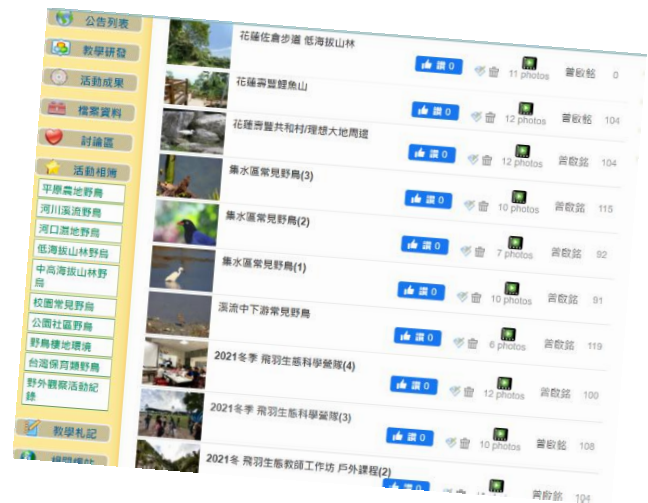 公告列表
教學研發
活動成果
檔案資料
討論區
活動相簿
平原農地野鳥
河川溪流野鳥
河口濕地野鳥
低海拔山林野鳥
中高海拔山林野
鳥
校園常見野鳥
公園社區野鳥
野鳥棲地環境
台灣保育類野鳥
野外觀察活動紀
錄
教學札記
花蓮佐倉步道 低海拔山林
讚 0 11 photos 曾啟銘 0
花蓮壽豐鯉魚山
讚 0 12 photos 曾啟銘 104
花蓮壽豐共和村/理想大地周邊
讚 0 12 photos 曾啟銘 104
集水區常見野鳥(3)
讚 0 10 photos 曾啟銘 115
集水區常見野鳥(2)
讚 0 7 photos 曾啟銘 92
集水區常見野鳥(1)
讚 0 10 photos 曾啟銘 91
溪流中下游常見野鳥
讚 0 6 photos 曾啟銘 119
2021冬季 飛羽生態科學營隊(4)
讚 0 12 photos 曾啟銘 100
2021冬季 飛羽生態科學營隊(3)
讚 0 10 photos 曾啟銘 108
2021冬 飛羽生態教師工作坊 戶外課程(2)
讚 0 曾啟銘 104